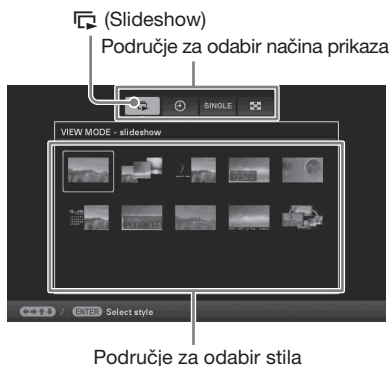 (Slideshow)
Područje za odabir načina prikaza
SINGLE
VIEW MODE - slideshow
/ ENTER Select style
Područje za odabir stila